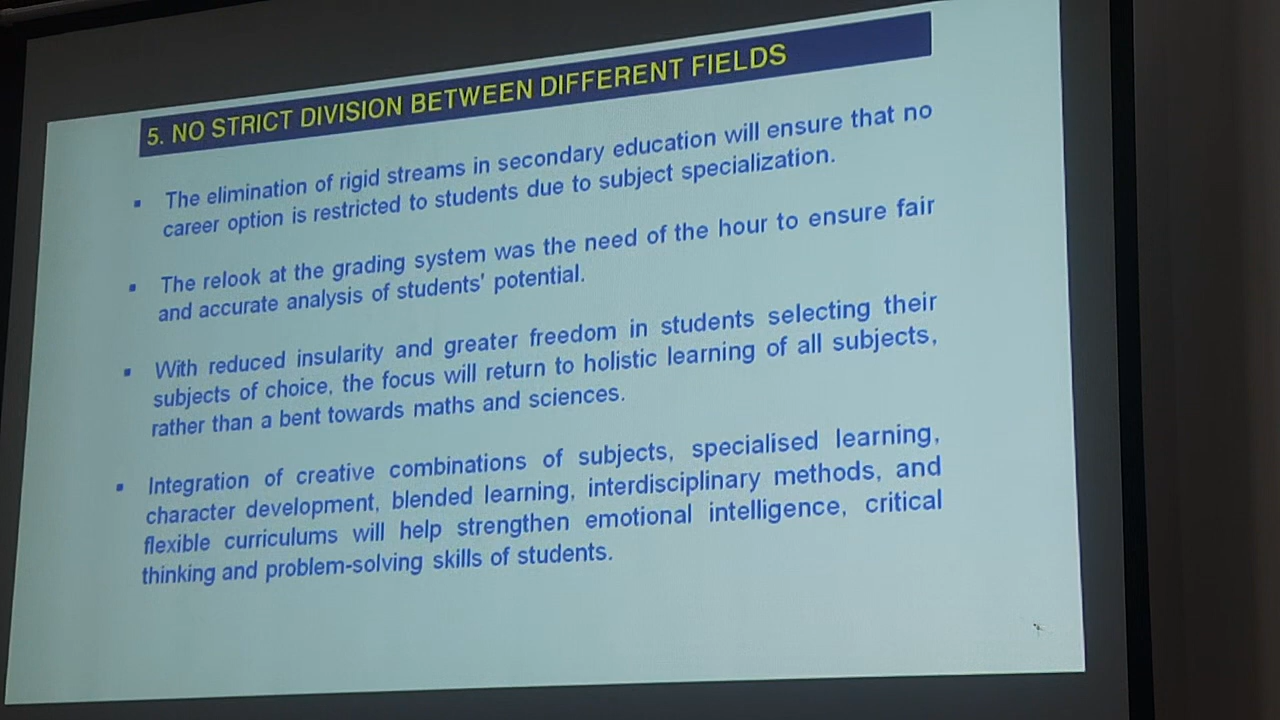 5. NO STRICT DIVISION BETWEEN DIFFERENT FIELDS
▪ The elimination of rigid streams in secondary education will ensure that no
career option is restricted to students due to subject specialization.
▪ The relook at the grading system was the need of the hour to ensure fair
and accurate analysis of students' potential.
▪ With reduced insularity and greater freedom in students selecting their
subjects of choice, the focus will return to holistic learning of all subjects,
rather than a bent towards maths and sciences.
▪ Integration of creative combinations of subjects, specialised learning,
character development, blended learning, interdisciplinary methods, and
flexible curriculums will help strengthen emotional intelligence, critical
thinking and problem-solving skills of students.